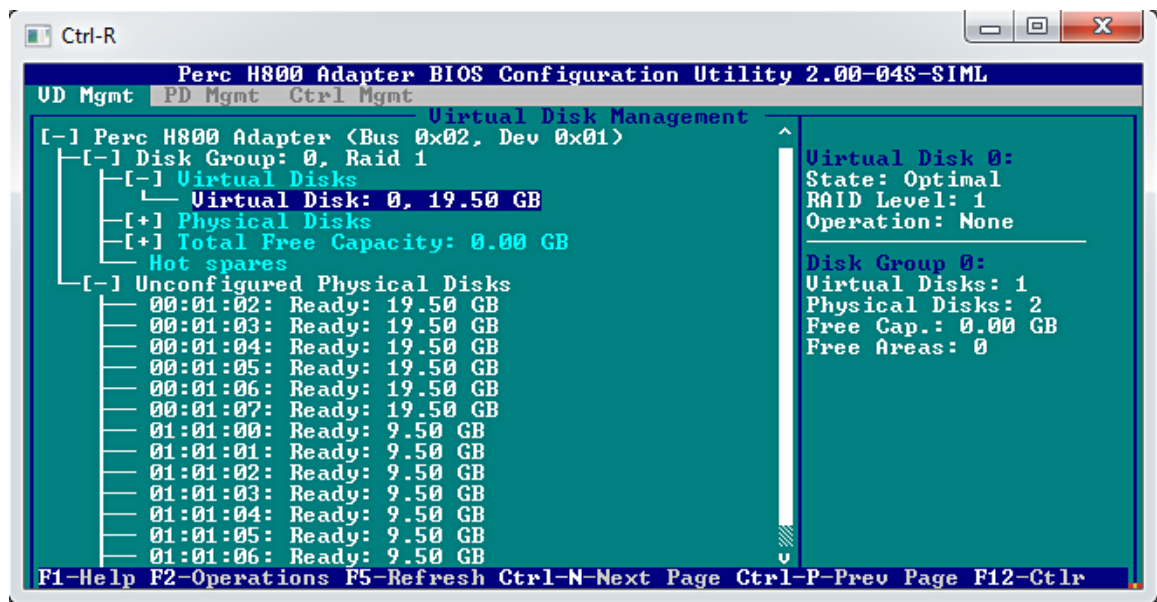 Ctrl-R
Perc H800 Adapter BIOS Configuration Utility 2.00-04S-SIML
VD Mgmt PD Mgmt Ctrl Mgmt
Virtual Disk Management
[-] Perc H800 Adapter (Bus 0x02, Dev 0x01)
[-] Disk Group: 0, Raid 1
[-] Virtual Disks
Virtual Disk: 0, 19.50 GB
[+] Physical Disks
[+] Total Free Capacity: 0.00 GB
Hot spares
[-] Unconfigured Physical Disks
00:01:02: Ready: 19.50 GB
00:01:03: Ready: 19.50 GB
00:01:04: Ready: 19.50 GB
00:01:05: Ready: 19.50 GB
00:01:06: Ready: 19.50 GB
00:01:07: Ready: 19.50 GB
01:01:00: Ready: 9.50 GB
01:01:01: Ready: 9.50 GB
01:01:02: Ready: 9.50 GB
01:01:03: Ready: 9.50 GB
01:01:04: Ready: 9.50 GB
01:01:05: Ready: 9.50 GB
01:01:06: Ready: 9.50 GB
Virtual Disk 0:
State: Optimal
RAID Level: 1
Operation: None
Disk Group 0:
Virtual Disks: 1
Physical Disks: 2
Free Cap.: 0.00 GB
Free Areas: 0
F1-Help F2-Operations F5-Refresh Ctrl-N-Next Page Ctrl-P-Prev Page F12-Ctlr